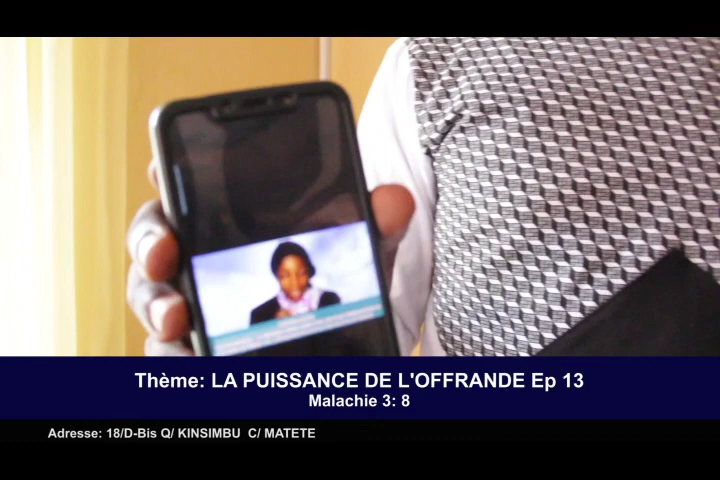 Thème: LA PUISSANCE DE L'OFFRANDE Ep 13
Malachie 3: 8
Adresse: 18/D-Bis Q/ KINSIMBU C/ MATETE